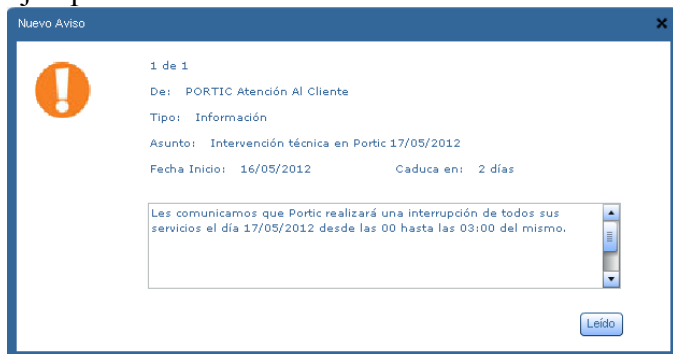 Nuevo Aviso
1 de 1
De: PORTIC Atención Al Cliente
Tipo: Información
Asunto: Intervención técnica en Portic 17/05/2012
Fecha Inicio: 16/05/2012 Caduca en: 2 días
Les comunicamos que Portic realizará una interrupción de todos sus
servicios el día 17/05/2012 desde las 00 hasta las 03:00 del mismo.
Leído